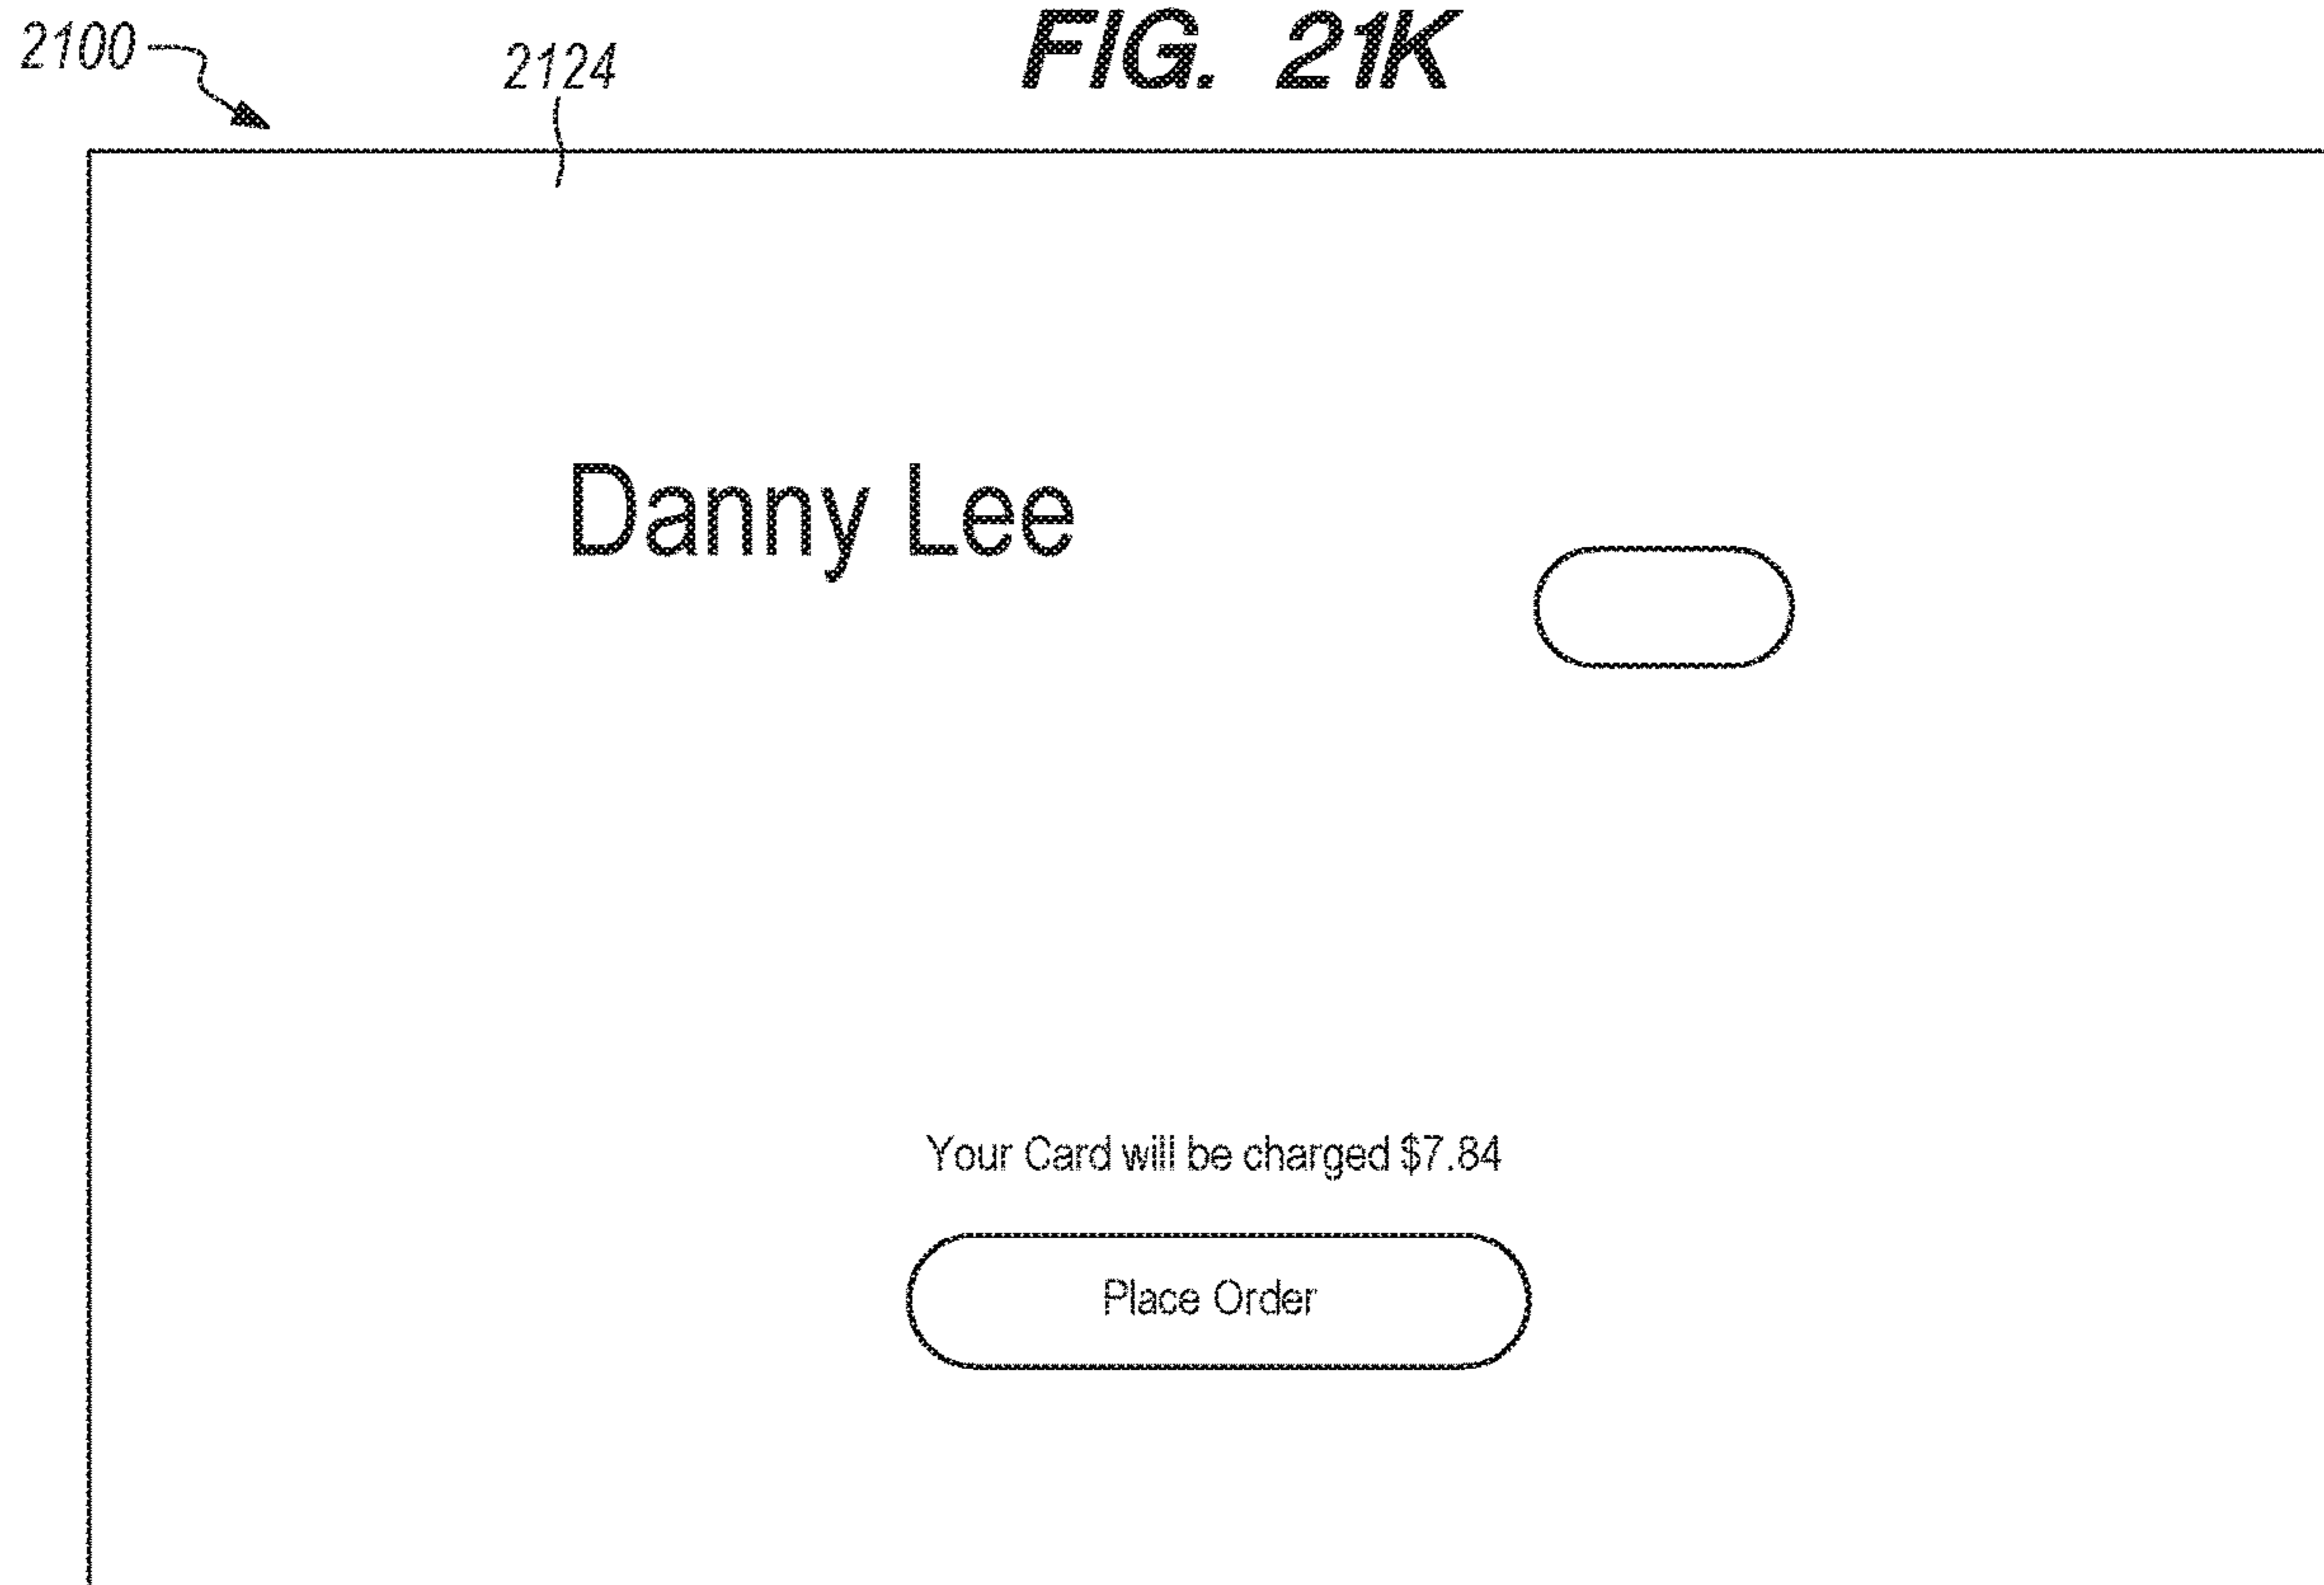 FIG. 21K
2100
2124
Danny Lee
Your Card will be charged $7.84
Place Order